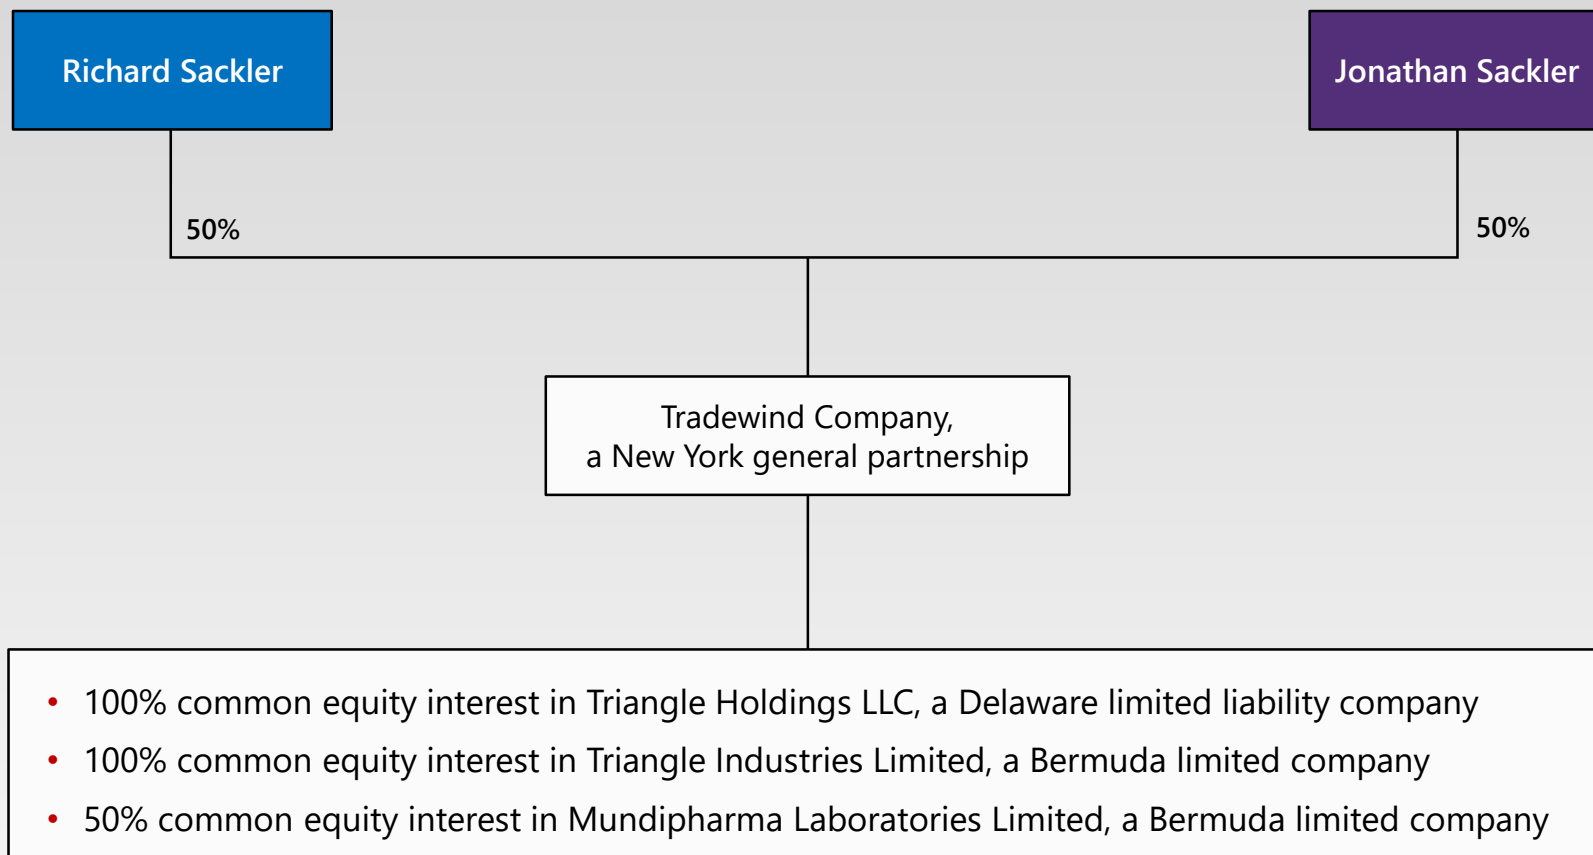 Richard Sackler
Jonathan Sackler
50%
50%
Tradewind Company,
a New York general partnership
• 100% common equity interest in Triangle Holdings LLC, a Delaware limited liability company
• 100% common equity interest in Triangle Industries Limited, a Bermuda limited company
• 50% common equity interest in Mundipharma Laboratories Limited, a Bermuda limited company